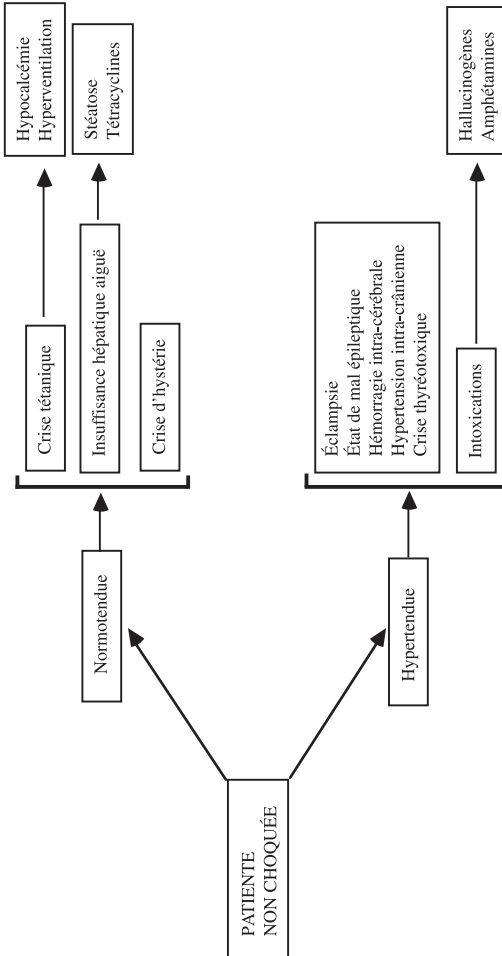 PATIENTE
NON CHOQUÉE
Normotendue
Crise tétanique
Hypocalcémie
Hyperventilation
Insuffisance hépatique aiguë
Stéatose
Tétracyclines
Crise d’hystérie
Hypertendue
Éclampsie
État de mal épileptique
Hémorragie intra-cérébrale
Hypertension intra-crânienne
Crise thyréotoxique
Intoxications
Hallucinogènes
Amphétamines